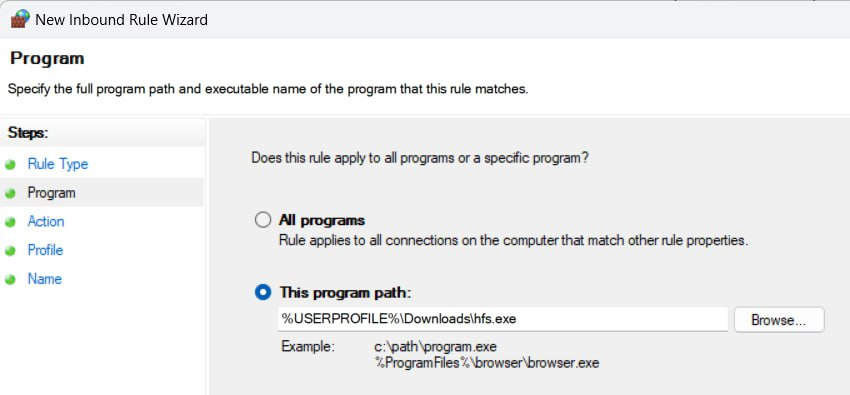 New Inbound Rule Wizard
Program
Specify the full program path and executable name of the program that this rule matches.
Steps:
Rule Type
Program
Action
Profile
Name
Does this rule apply to all programs or a specific program?
All programs
Rule applies to all connections on the computer that match other rule properties.
This program path:
%USERPROFILE%\Downloads\hfs.exe
Browse...
Example: c:\path\program.exe
%ProgramFiles%\browser\browser.exe